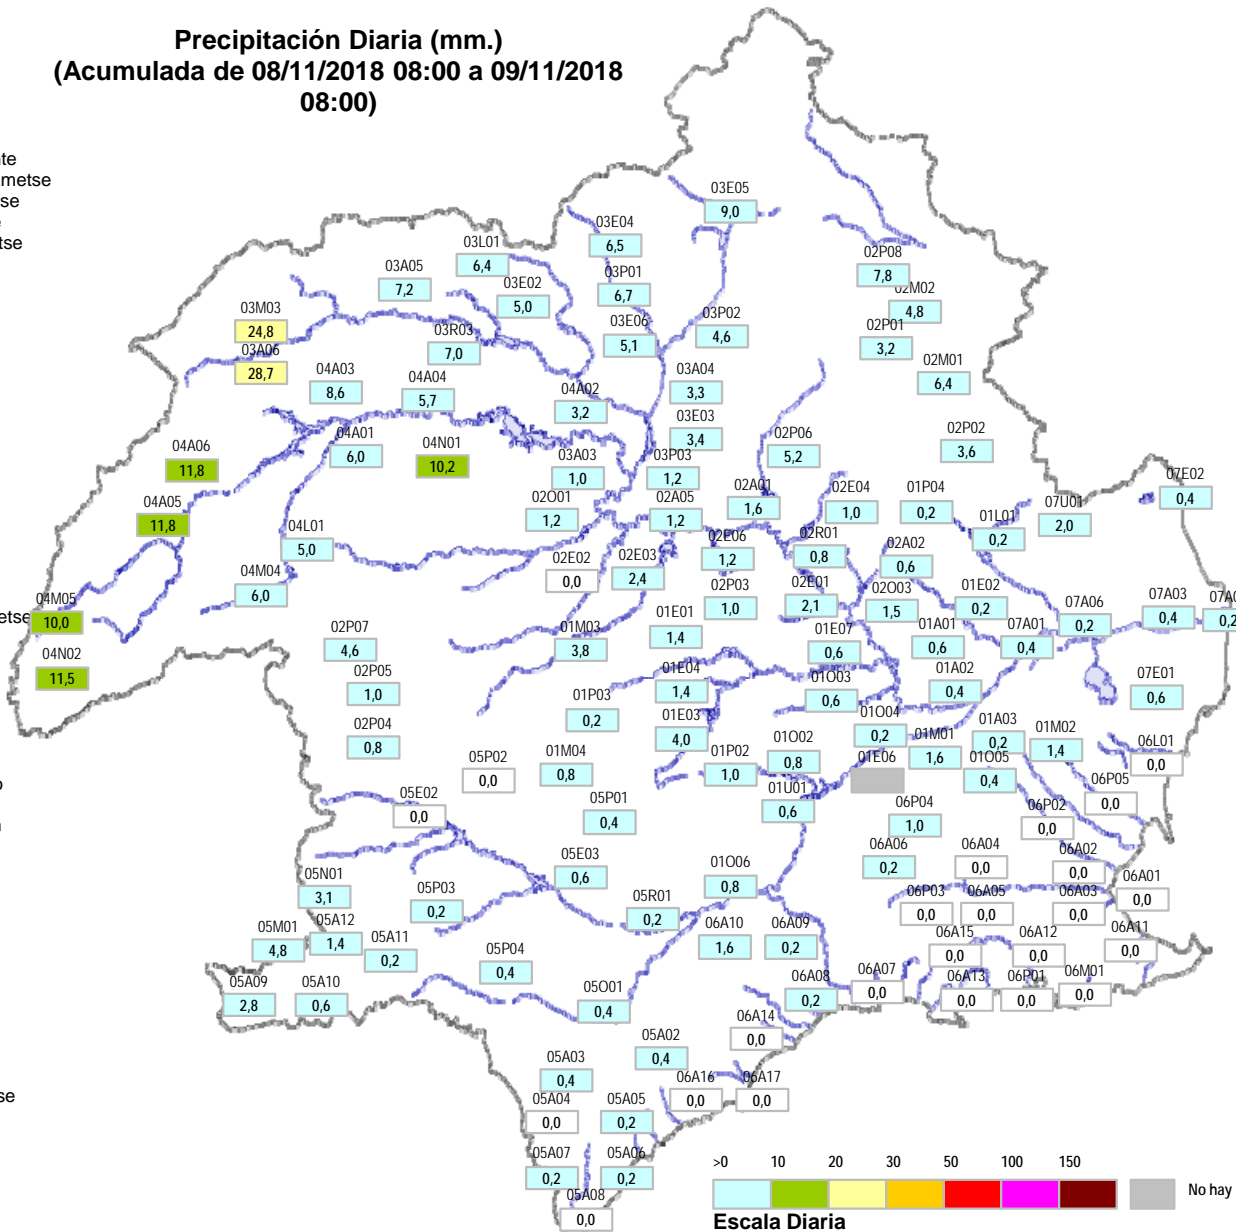 Precipitación Diaria (mm.)
(Acumulada de 08/11/2018 08:00 a 09/11/2018
08:00)
nte
metse
se
e
tse
03E05
9,0
03E04
6,5
03L01
6,4
02P08
7,8
03P01
6,7
03A05
7,2
03E02
5,0
02M02
4,8
03M03
24,8
03P02
4,6
03E06
5,1
02P01
3,2
03R03
7,0
03A06
28,7
02M01
6,4
04A03
8,6
04A04
5,7
03A04
3,3
04A02
3,2
03E03
3,4
04A01
6,0
04N01
10,2
04A06
11,8
02P02
3,6
02P06
5,2
03A03
1,0
03P03
1,2
07E02
0,4
04A05
11,8
02O01
1,2
02A05
1,2
02A01
1,6
02E04
1,0
01P04
0,2
07U01
2,0
01L01
0,2
04L01
5,0
02E06
1,2
02R01
0,8
02A02
0,6
02E02
0,0
02E03
2,4
04M04
6,0
02P03
1,0
02E01
2,1
02O03
1,5
01E02
0,2
07A03
0,4
07A0
0,2
04M05
10,0
metse
07A06
0,2
01E01
1,4
01M03
3,8
02P07
4,6
01E07
0,6
01A01
0,6
07A01
0,4
04N02
11,5
02P05
1,0
01E04
1,4
01O03
0,6
01A02
0,4
07E01
0,6
01P03
0,2
01E03
4,0
02P04
0,8
01O04
0,2
01M01
1,6
01A03
0,2
01M02
1,4
06L01
0,0
05P02
0,0
01M04
0,8
01P02
1,0
01O02
0,8
01E06
01O05
0,4
06P05
0,0
o
05E02
0,0
05P01
0,4
01U01
0,6
06P04
1,0
06P02
0,0
05E03
0,6
01O06
0,8
06A06
0,2
06A04
0,0
06A02
0,0
06A01
0,0
05N01
3,1
05P03
0,2
05R01
0,2
06P03
0,0
06A05
0,0
06A03
0,0
05M01
4,8
05A12
1,4
05A11
0,2
06A10
1,6
06A09
0,2
06A15
0,0
06A12
0,0
06A11
0,0
05P04
0,4
05A09
2,8
05A10
0,6
05O01
0,4
06A08
0,2
06A07
0,0
06A13
0,0
06P01
0,0
06M01
0,0
06A14
0,0
05A02
0,4
05A03
0,4
06A16
0,0
06A17
0,0
se
05A04
0,0
05A05
0,2
05A07
0,2
05A06
0,2
05A08
0,0
>0 10 20 30 50 100 150
No hay
Escala Diaria